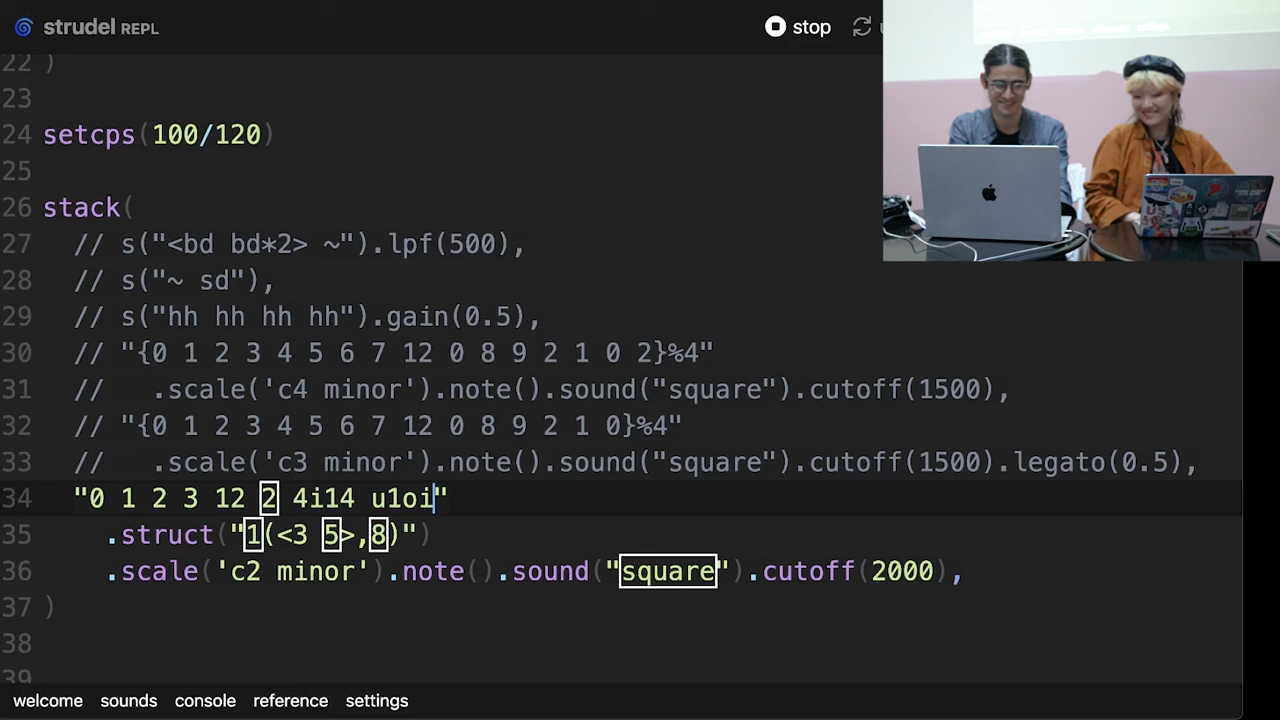 strudel REPL
stop
22 )
23
24 setcps(100/120)
25
26 stack(
27 // s("<bd bd*2> ~").lpf(500),
28 // s("~ sd"),
29 // s("hh hh hh hh").gain(0.5),
30 // "{0 1 2 3 4 5 6 7 12 0 8 9 2 1 0 2}%4"
31 //   .scale('c4 minor').note().sound("square").cutoff(1500),
32 // "{0 1 2 3 4 5 6 7 12 0 8 9 2 1 0}%4"
33 //   .scale('c3 minor').note().sound("square").cutoff(1500).legato(0.5),
34 "0 1 2 3 12 2 4i14 u1oi"
35 .struct("1(<3 5>,8)")
36 .scale('c2 minor').note().sound("square").cutoff(2000),
37 )
38
39
welcome sounds console reference settings